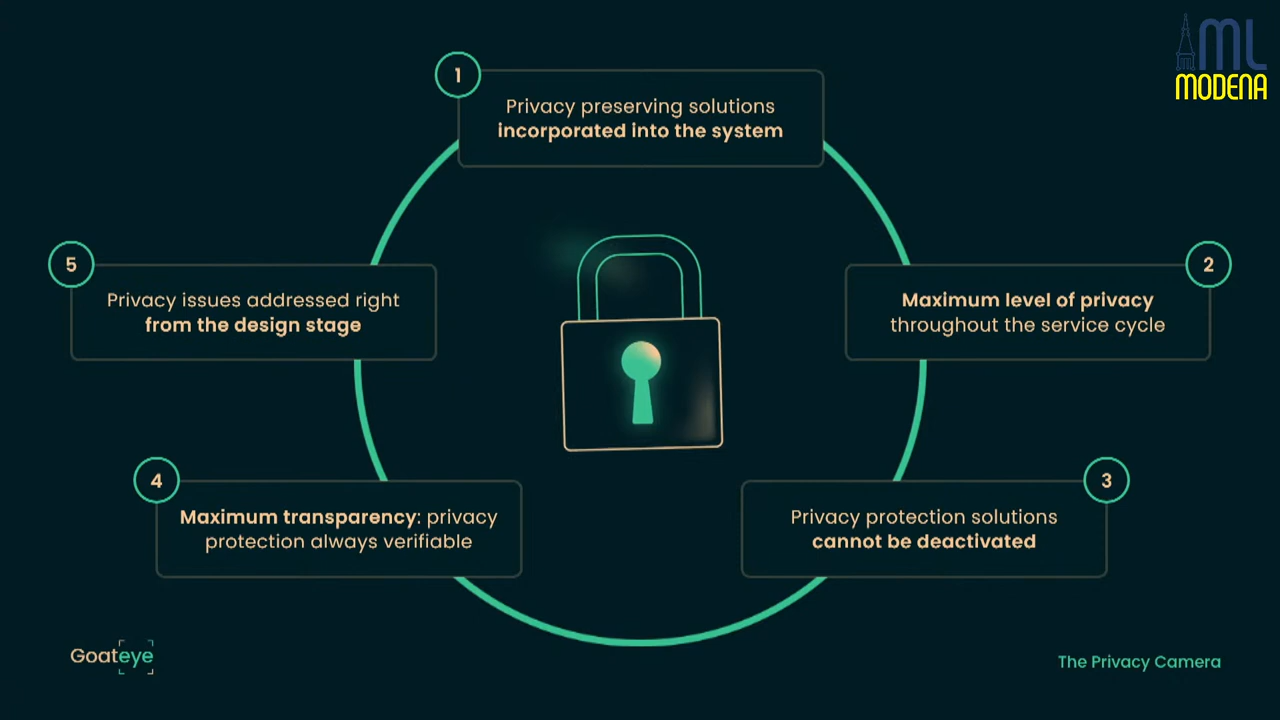 ML
MODENA
1
Privacy preserving solutions
incorporated into the system
2
Maximum level of privacy
throughout the service cycle
3
Privacy protection solutions
cannot be deactivated
4
Maximum transparency: privacy
protection always verifiable
5
Privacy issues addressed right
from the design stage
Goateye
The Privacy Camera